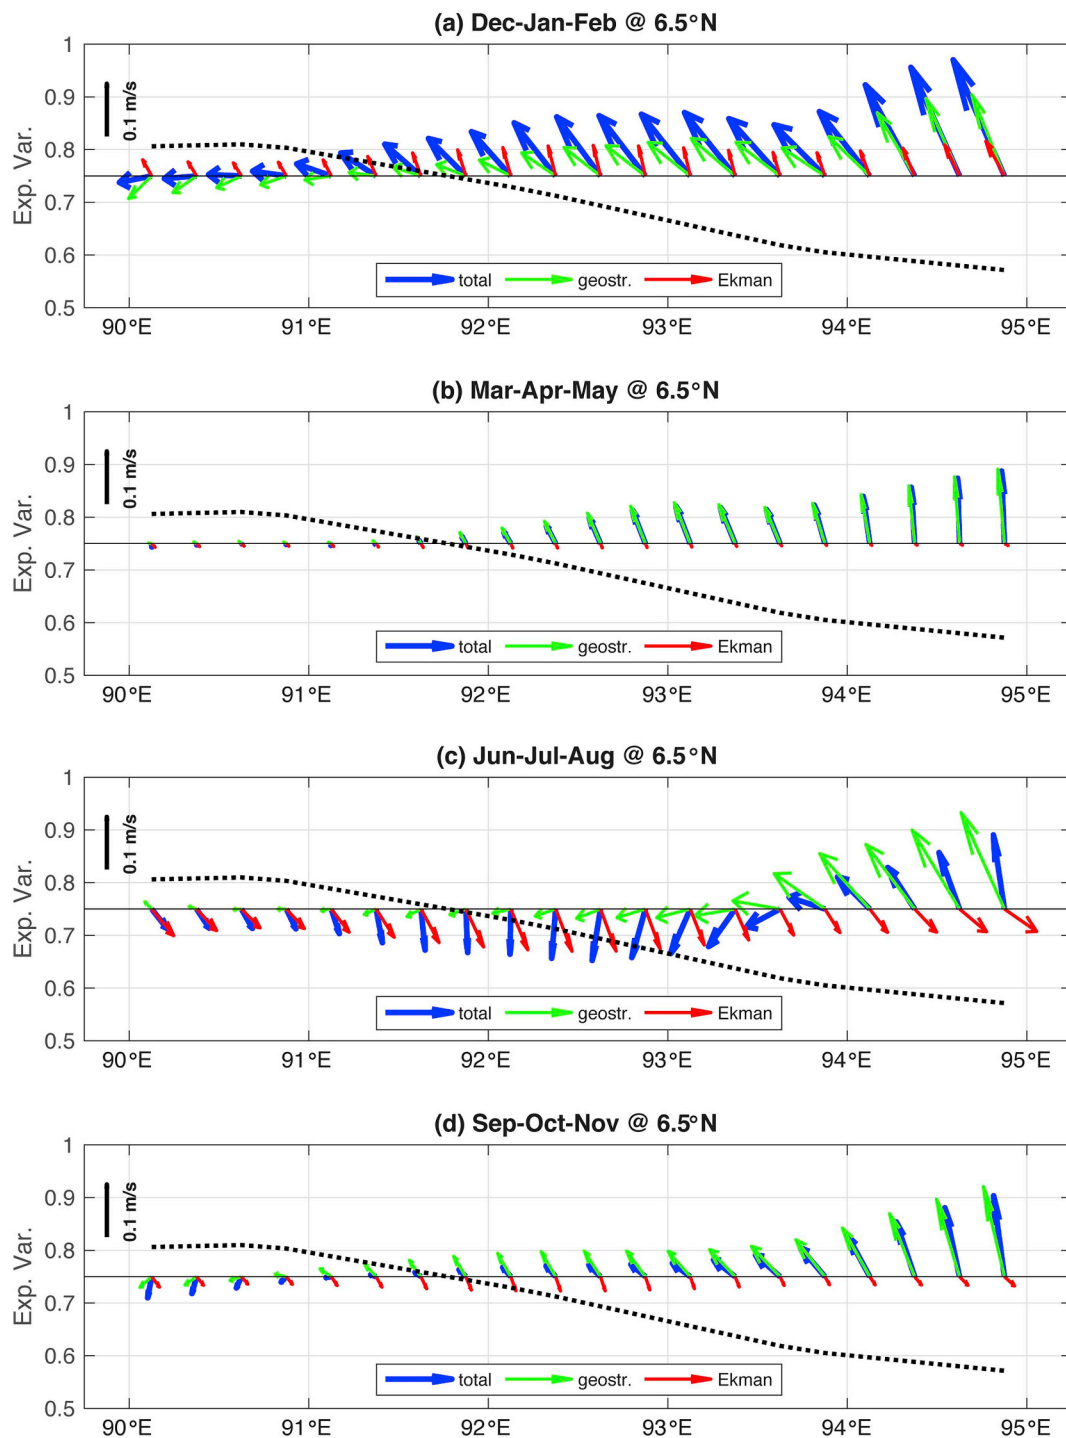 (a) Dec-Jan-Feb @ 6.5°N
1
0.9
0.8
0.7
0.6
0.5
Exp. Var.
0.1 m/s
total geostr. Ekman
90°E 91°E 92°E 93°E 94°E 95°E
(b) Mar-Apr-May @ 6.5°N
1
0.9
0.8
0.7
0.6
0.5
Exp. Var.
0.1 m/s
total geostr. Ekman
90°E 91°E 92°E 93°E 94°E 95°E
(c) Jun-Jul-Aug @ 6.5°N
1
0.9
0.8
0.7
0.6
0.5
Exp. Var.
0.1 m/s
total geostr. Ekman
90°E 91°E 92°E 93°E 94°E 95°E
(d) Sep-Oct-Nov @ 6.5°N
1
0.9
0.8
0.7
0.6
0.5
Exp. Var.
0.1 m/s
total geostr. Ekman
90°E 91°E 92°E 93°E 94°E 95°E